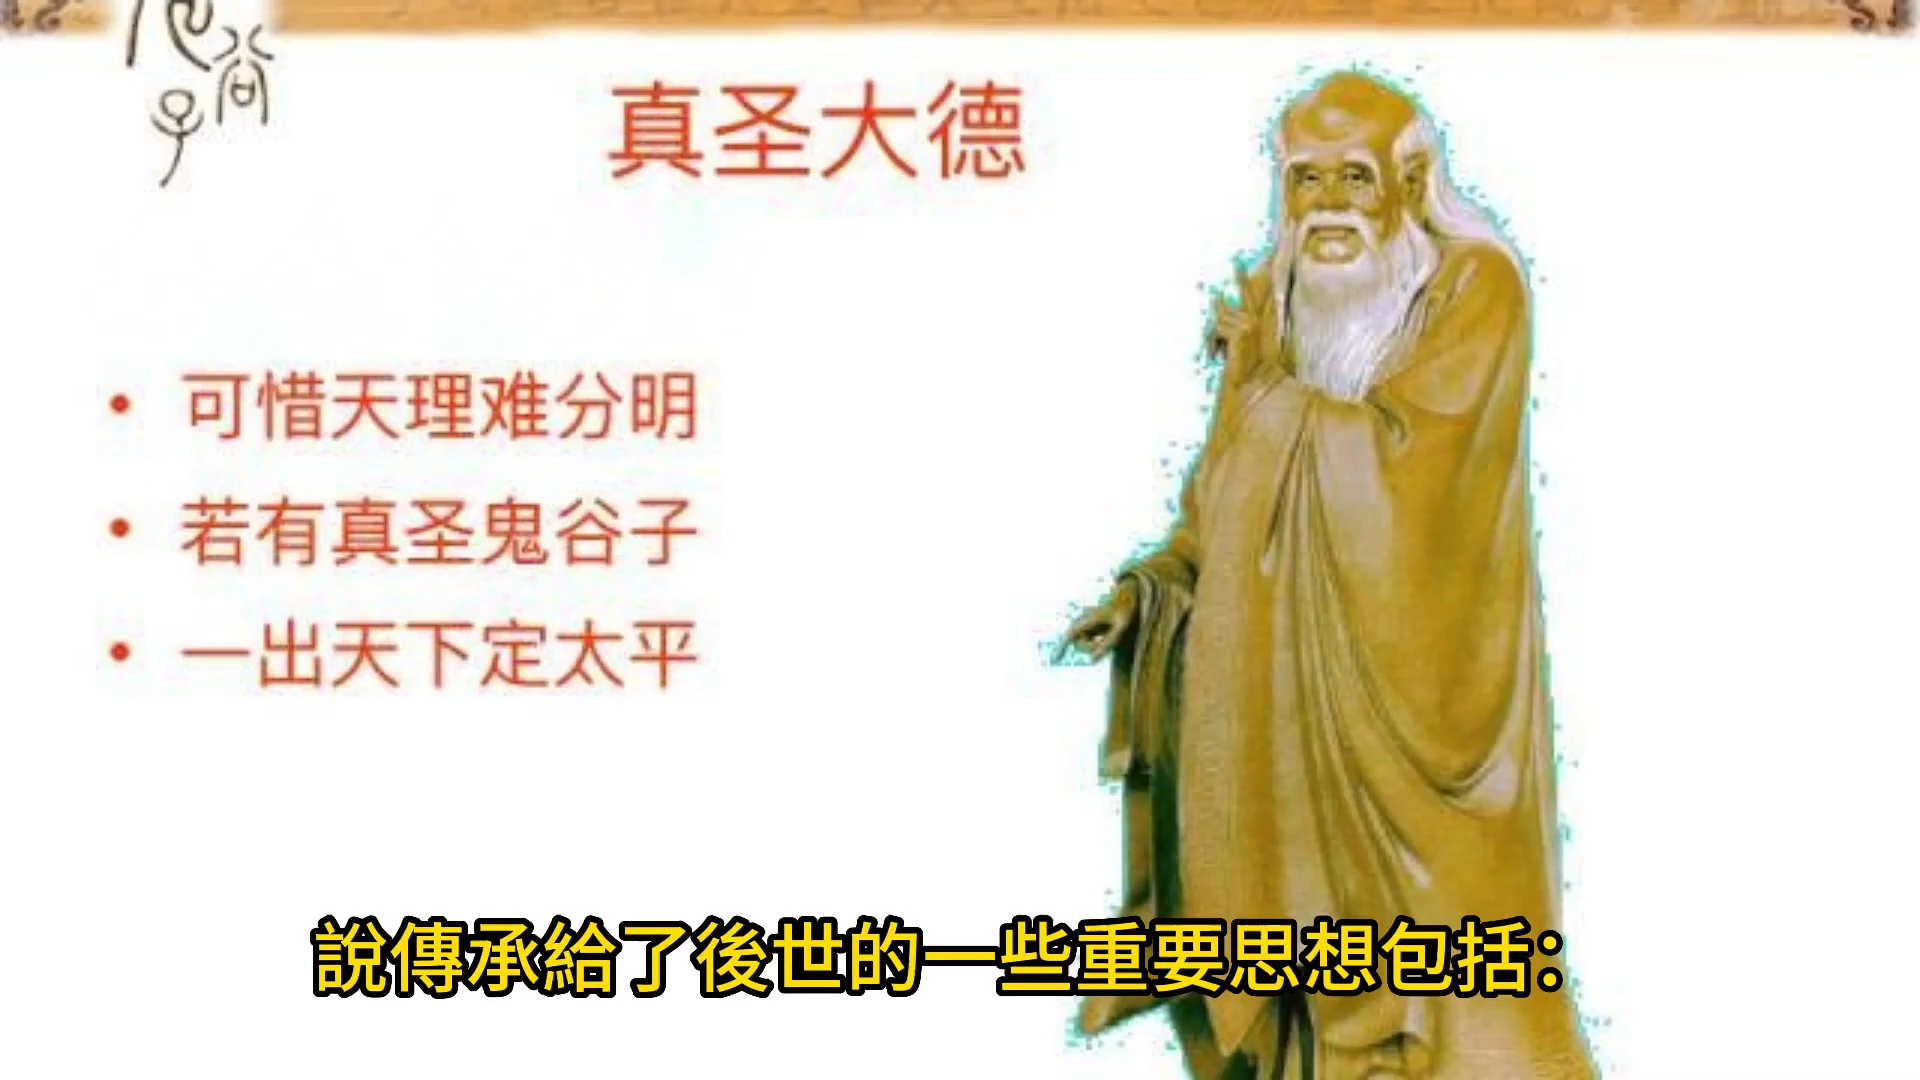 真圣大德
可惜天理难分明
若有真圣鬼谷子
一出天下定太平
說傳承給了後世的一些重要思想包括：